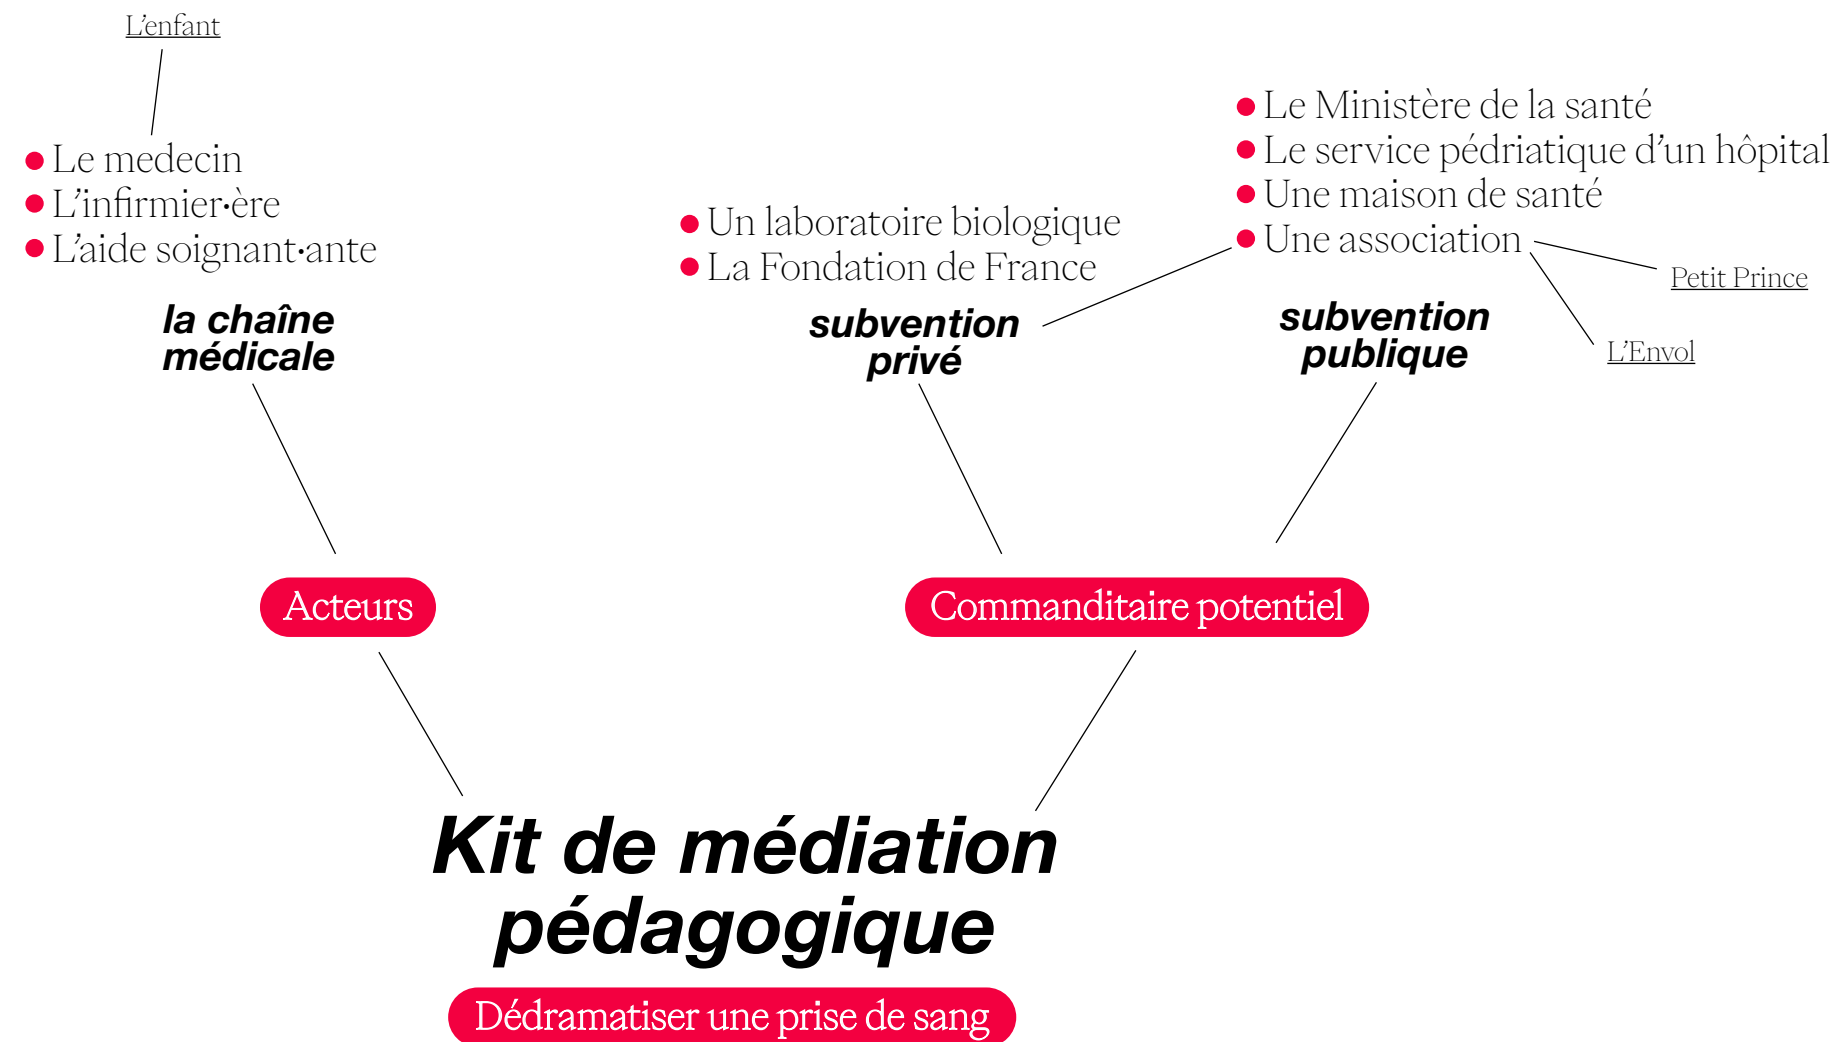 L'enfant
• Le medecin
• L'infirmier•ère
• L'aide soignant•ante
la chaîne
médicale
• Un laboratoire biologique
• La Fondation de France
subvention
privé
• Le Ministère de la santé
• Le service pédriatique d'un hôpital
• Une maison de santé
• Une association
Petit Prince
L'Envol
subvention
publique
Acteurs
Commanditaire potentiel
Kit de médiation
pédagogique
Dédramatiser une prise de sang